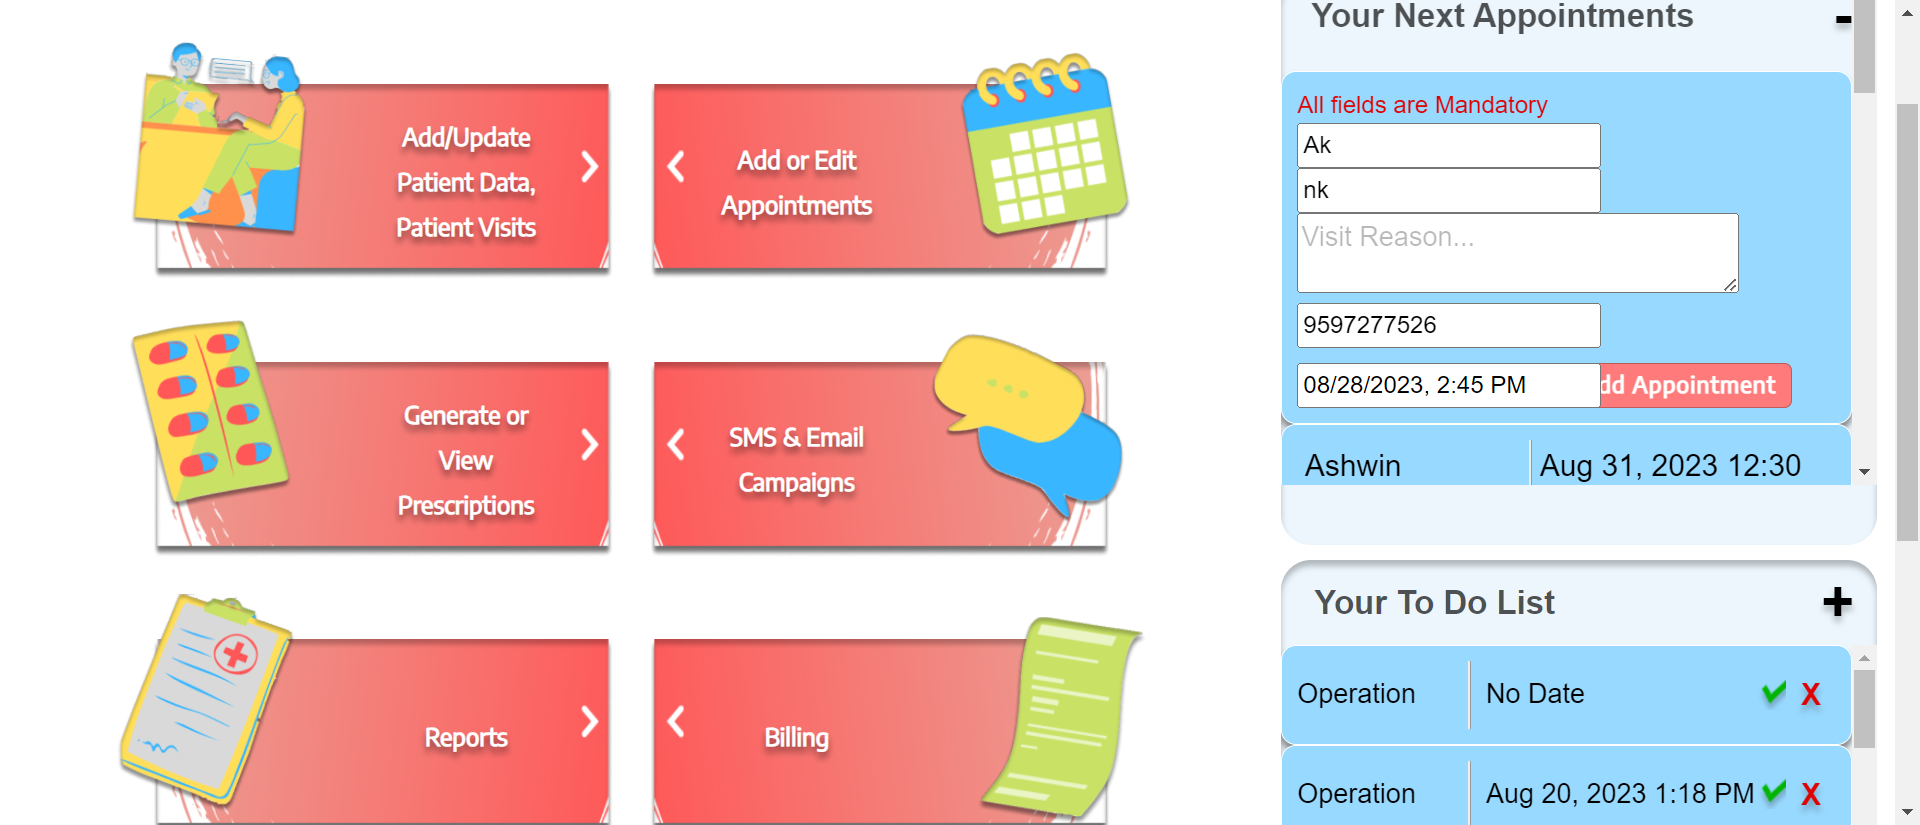 Add/Update
Patient Data,
Patient Visits
Add or Edit
Appointments
Generate or
View
Prescriptions
SMS & Email
Campaigns
Reports
Billing
Your Next Appointments
-
All fields are Mandatory
Ak
nk
Visit Reason...
9597277526
08/28/2023, 2:45 PM
dd Appointment
Ashwin
Aug 31, 2023 12:30
Your To Do List
+
Operation
No Date
X
Operation
Aug 20, 2023 1:18 PM
X